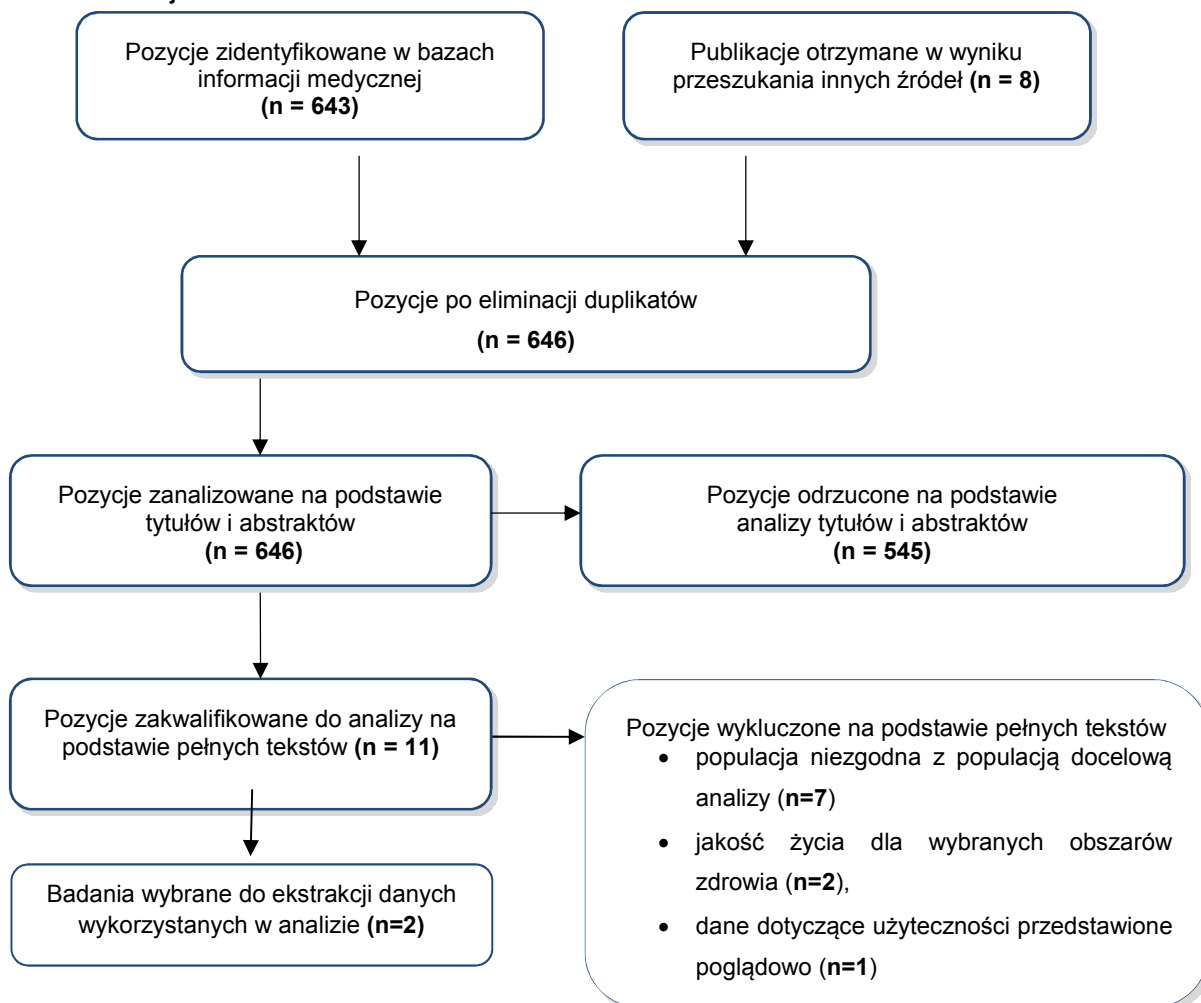 Pozycje zidentyfikowane w bazach
informacji medycznej
(n = 643)
Publikacje otrzymane w wyniku
przeszukania innych źródeł (n = 8)
Pozycje po eliminacji duplikatów
(n = 646)
Pozycje zanalizowane na podstawie
tytułów i abstraktów
(n = 646)
Pozycje odrzucone na podstawie
analizy tytułów i abstraktów
(n = 545)
Pozycje zakwalifikowane do analizy na
podstawie pełnych tekstów (n = 11)
Pozycje wykluczone na podstawie pełnych tekstów
• populacja niezgodna z populacją docelową
analizy (n=7)
• jakość życia dla wybranych obszarów
zdrowia (n=2),
• dane dotyczące użyteczności przedstawione
poglądowo (n=1)
Badania wybrane do ekstrakcji danych
wykorzystanych w analizie (n=2)